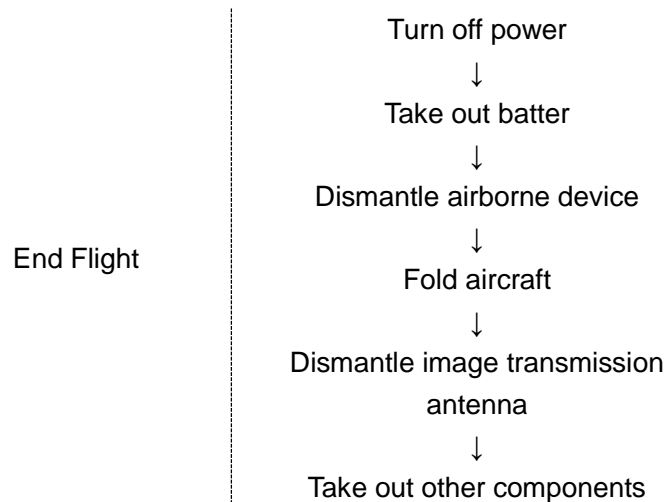 Turn off power
↓
Take out batter
↓
Dismantle airborne device
↓
End Flight
Fold aircraft
↓
Dismantle image transmission
antenna
↓
Take out other components